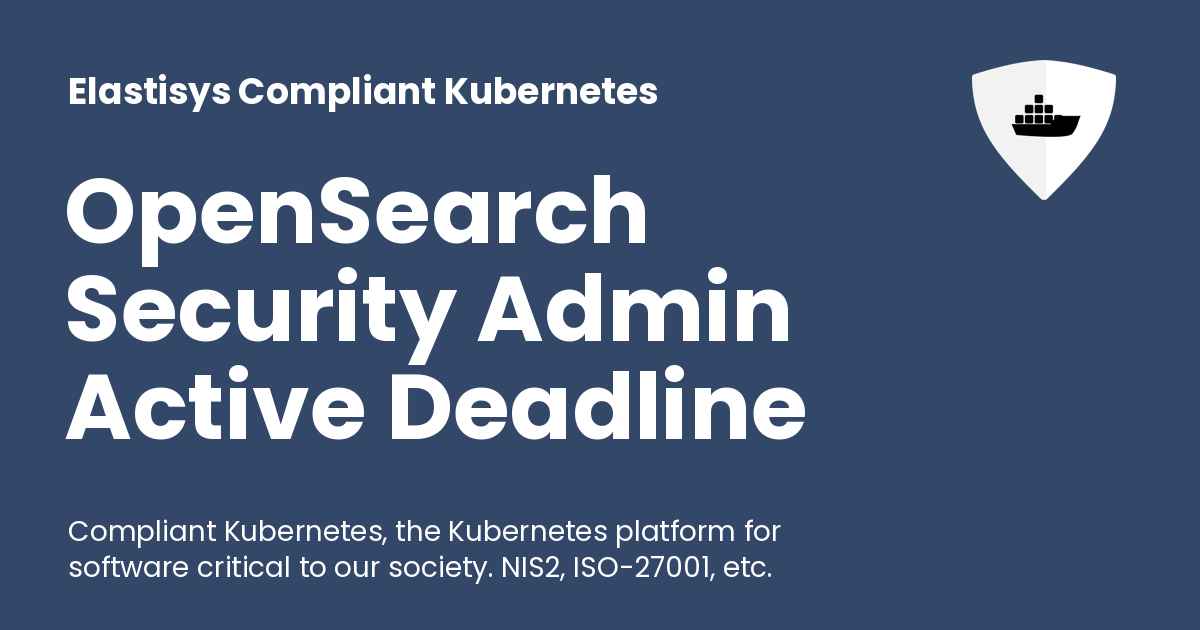 Elastisys Compliant Kubernetes
OpenSearch
Security Admin
Active Deadline
Compliant Kubernetes, the Kubernetes platform for
software critical to our society. NIS2, ISO-27001, etc.